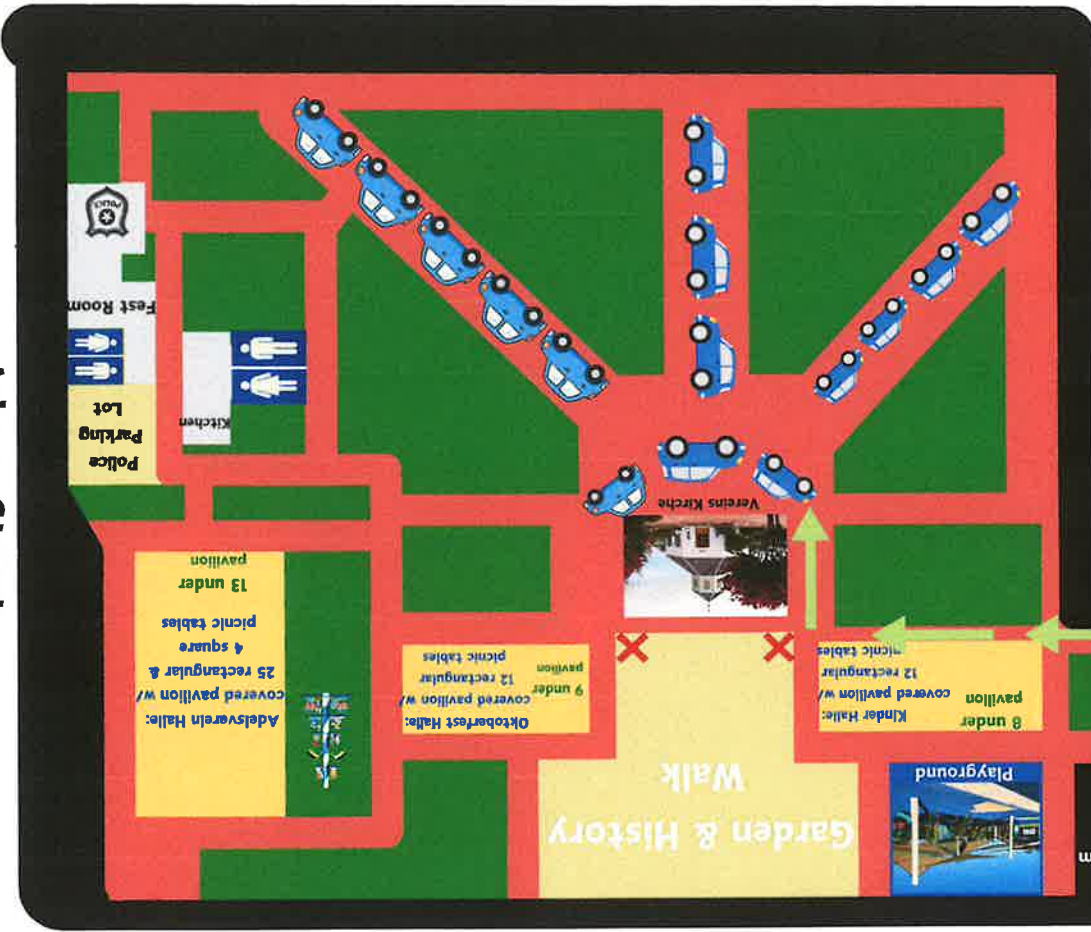 Garden & History
Walk
Playground
8 under
pavilion
Kinder Halle:
covered pavilion w/
12 rectangular
picnic tables
Oktoberfest Halle:
covered pavilion w/
12 rectangular
picnic tables
9 under
pavilion
Adelsverein Halle:
covered pavilion w/
25 rectangular &
4 square
picnic tables
13 under
pavilion
Vereins Kirche
Police
Parking
Lot
Kitchen
Fest Room
POLICE